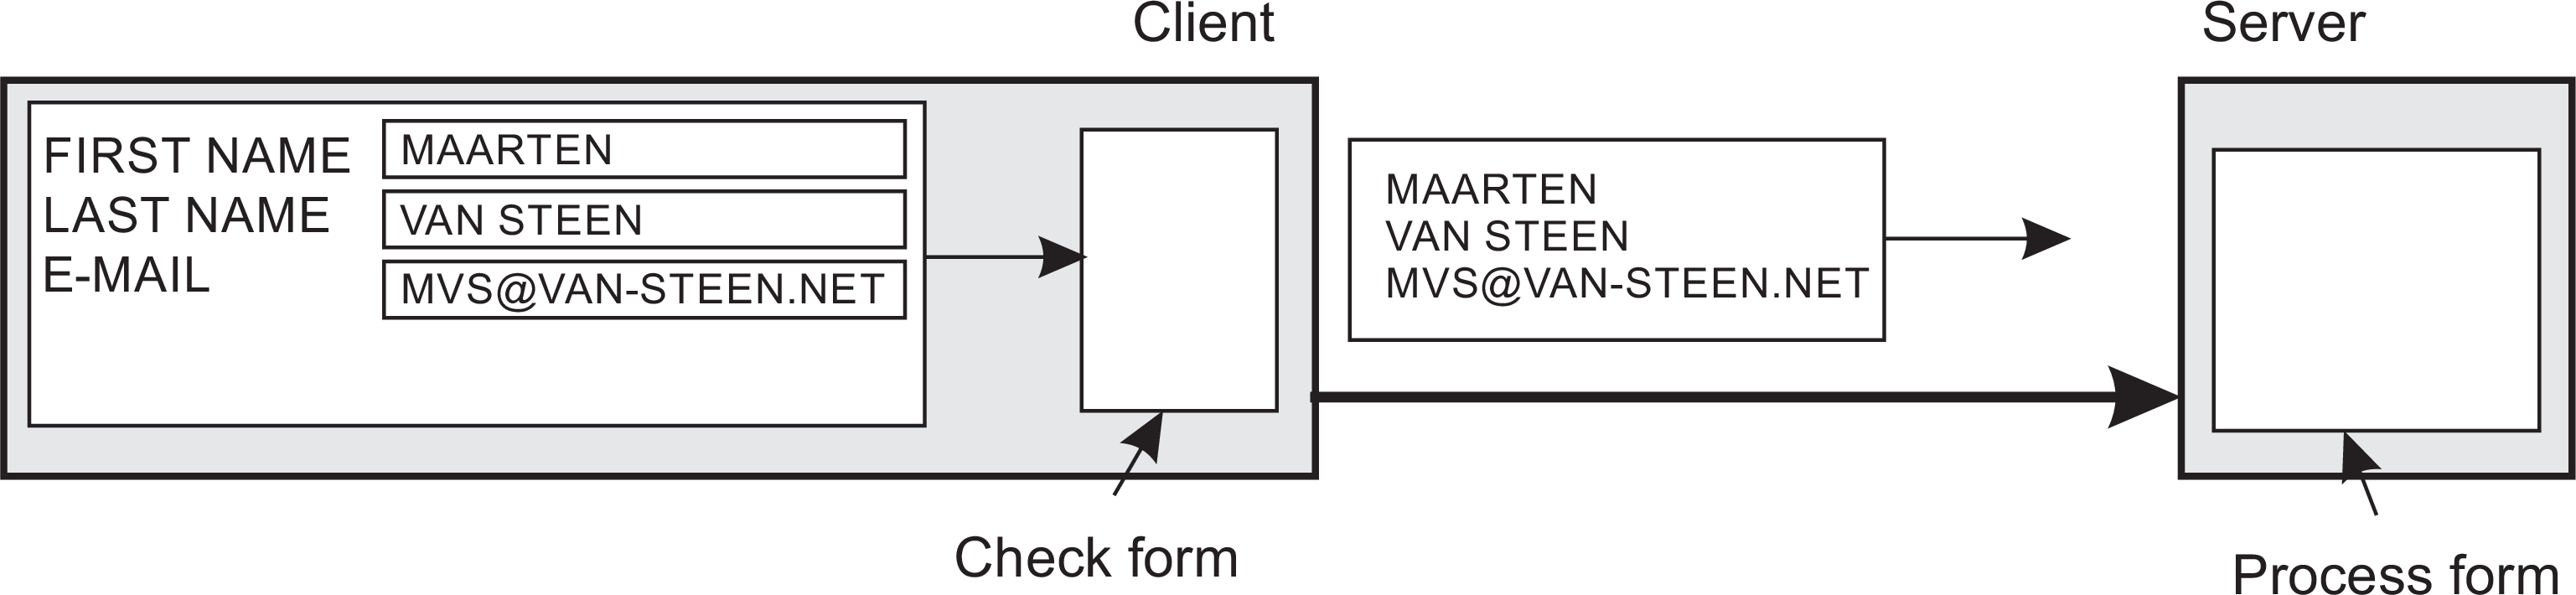 Client
Server
FIRST NAME
MAARTEN
LAST NAME
VAN STEEN
E-MAIL
MVS@VAN-STEEN.NET
MAARTEN
VAN STEEN
MVS@VAN-STEEN.NET
Check form
Process form